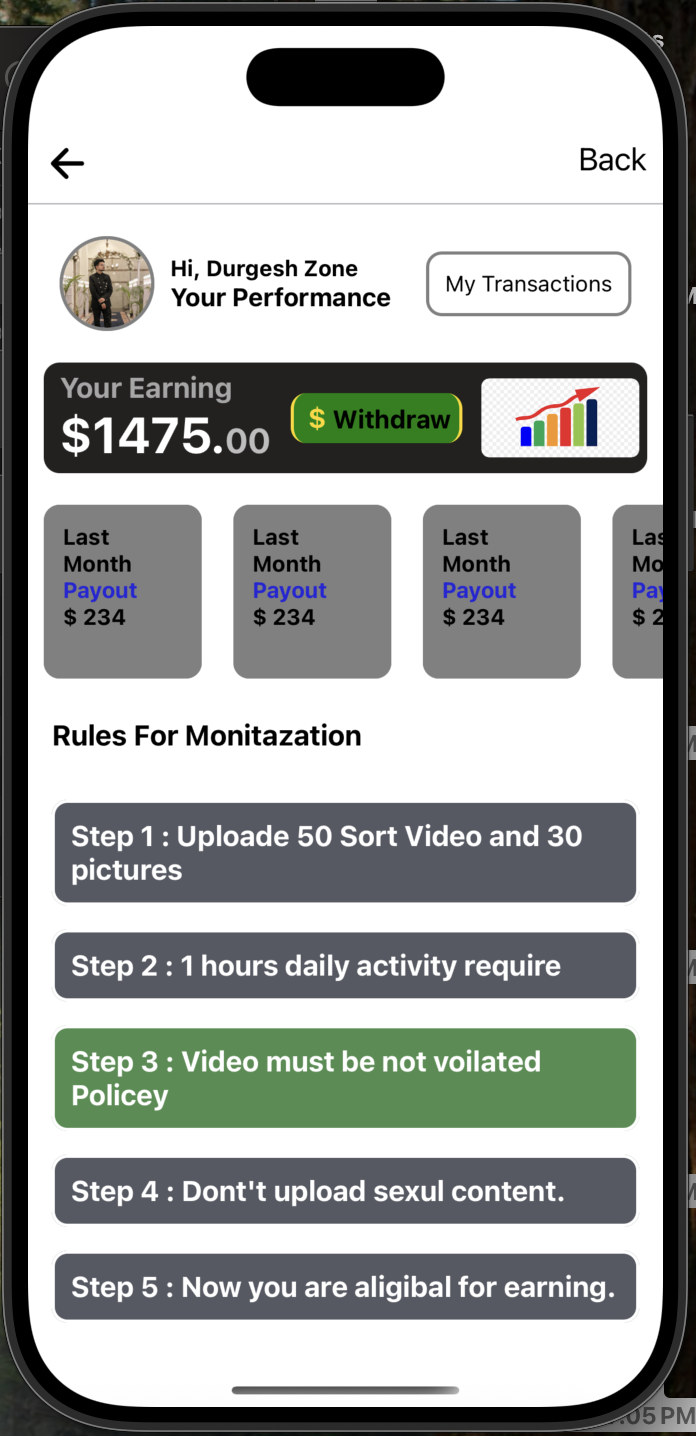 Back
Hi, Durgesh Zone
Your Performance
My Transactions
Your Earning
$1475.00
$ Withdraw
Last
Month
Payout
$ 234
Last
Month
Payout
$ 234
Last
Month
Payout
$ 234
Las
Mo
Pay
$ 2
Rules For Monitazation
Step 1 : Uploade 50 Sort Video and 30
pictures
Step 2 : 1 hours daily activity require
Step 3 : Video must be not voilated
Policey
Step 4 : Dont't upload sexul content.
Step 5 : Now you are aligibal for earning.